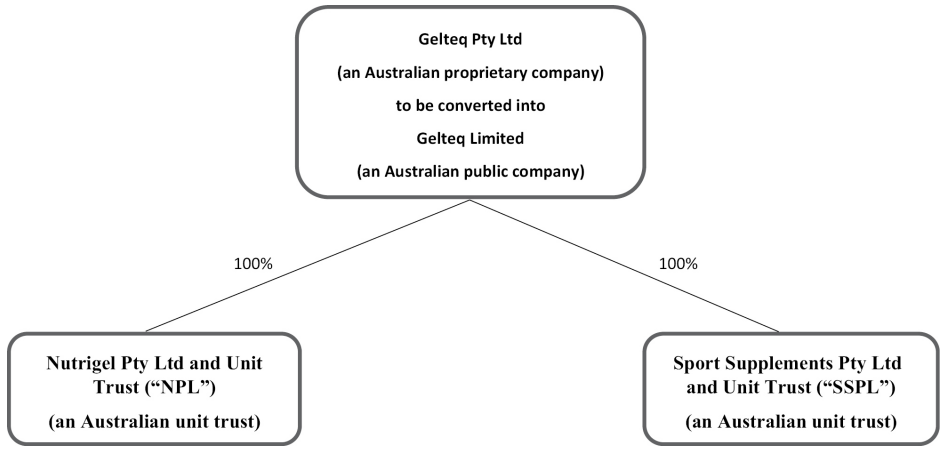 Gelteq Pty Ltd
(an Australian proprietary company)
to be converted into
Gelteq Limited
(an Australian public company)
100%
100%
Nutrigel Pty Ltd and Unit
Trust (“NPL”)
(an Australian unit trust)
Sport Supplements Pty Ltd
and Unit Trust (“SSPL”)
(an Australian unit trust)